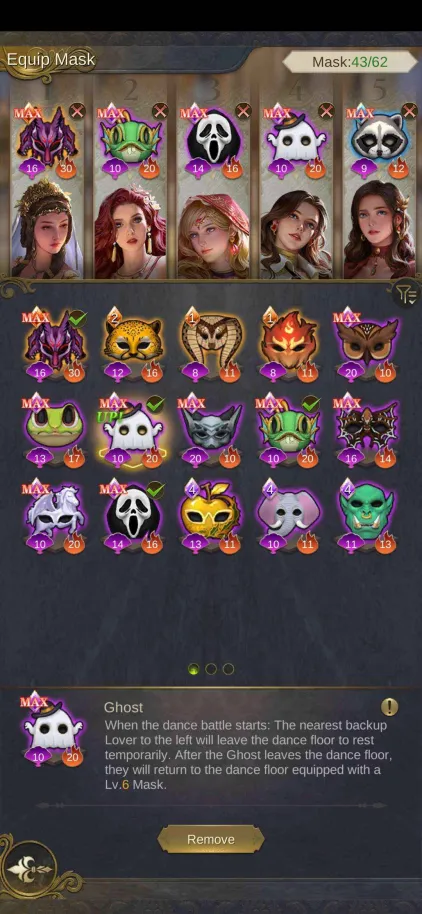 Equip Mask
Mask:43/62
1 2 3 4 5
MAX MAX MAX MAX MAX
16 30 10 20 14 16 10 20 9 12
MAX 2 1 1 MAX
16 30 12 16 8 11 8 11 20 10
MAX MAX MAX MAX MAX
UP!
13 17 10 20 20 10 10 20 16 14
MAX MAX 4 4 4
10 20 14 16 13 11 10 11 11 13
MAX
10 20
Ghost
When the dance battle starts: The nearest backup
Lover to the left will leave the dance floor to rest
temporarily. After the Ghost leaves the dance floor,
they will return to the dance floor equipped with a
Lv.6 Mask.
Remove